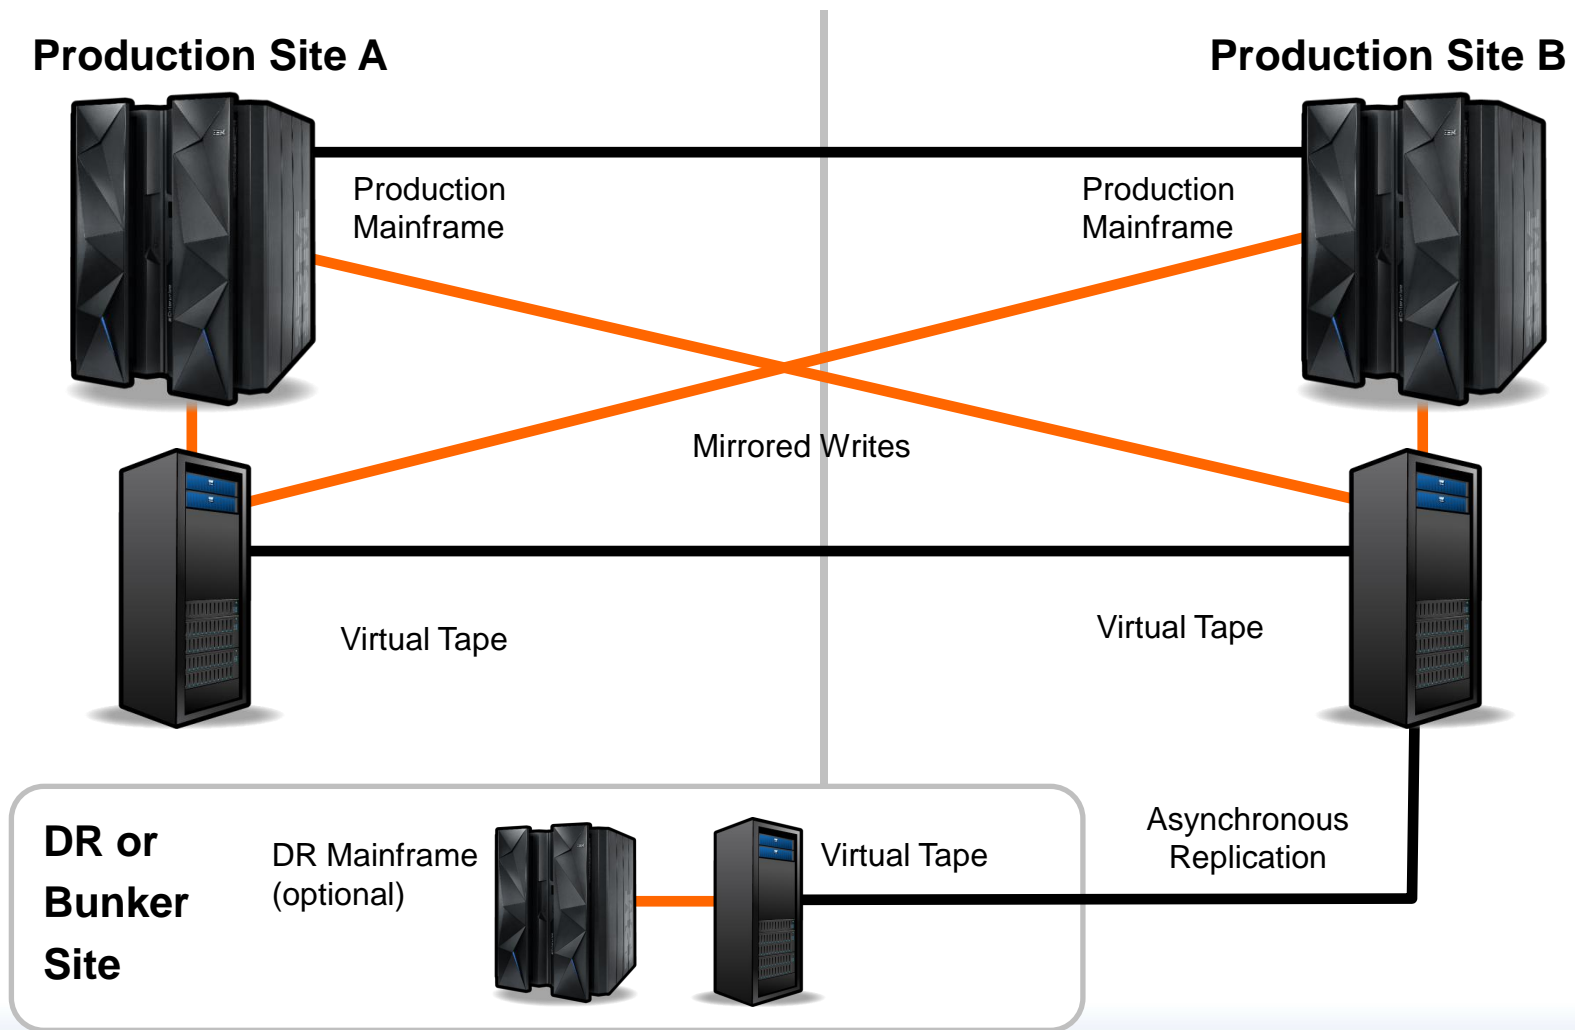 Production Site A
Production Site B
Production
Mainframe
Production
Mainframe
Mirrored Writes
Virtual Tape
Virtual Tape
Asynchronous
Replication
DR or
Bunker
Site
DR Mainframe
(optional)
Virtual Tape